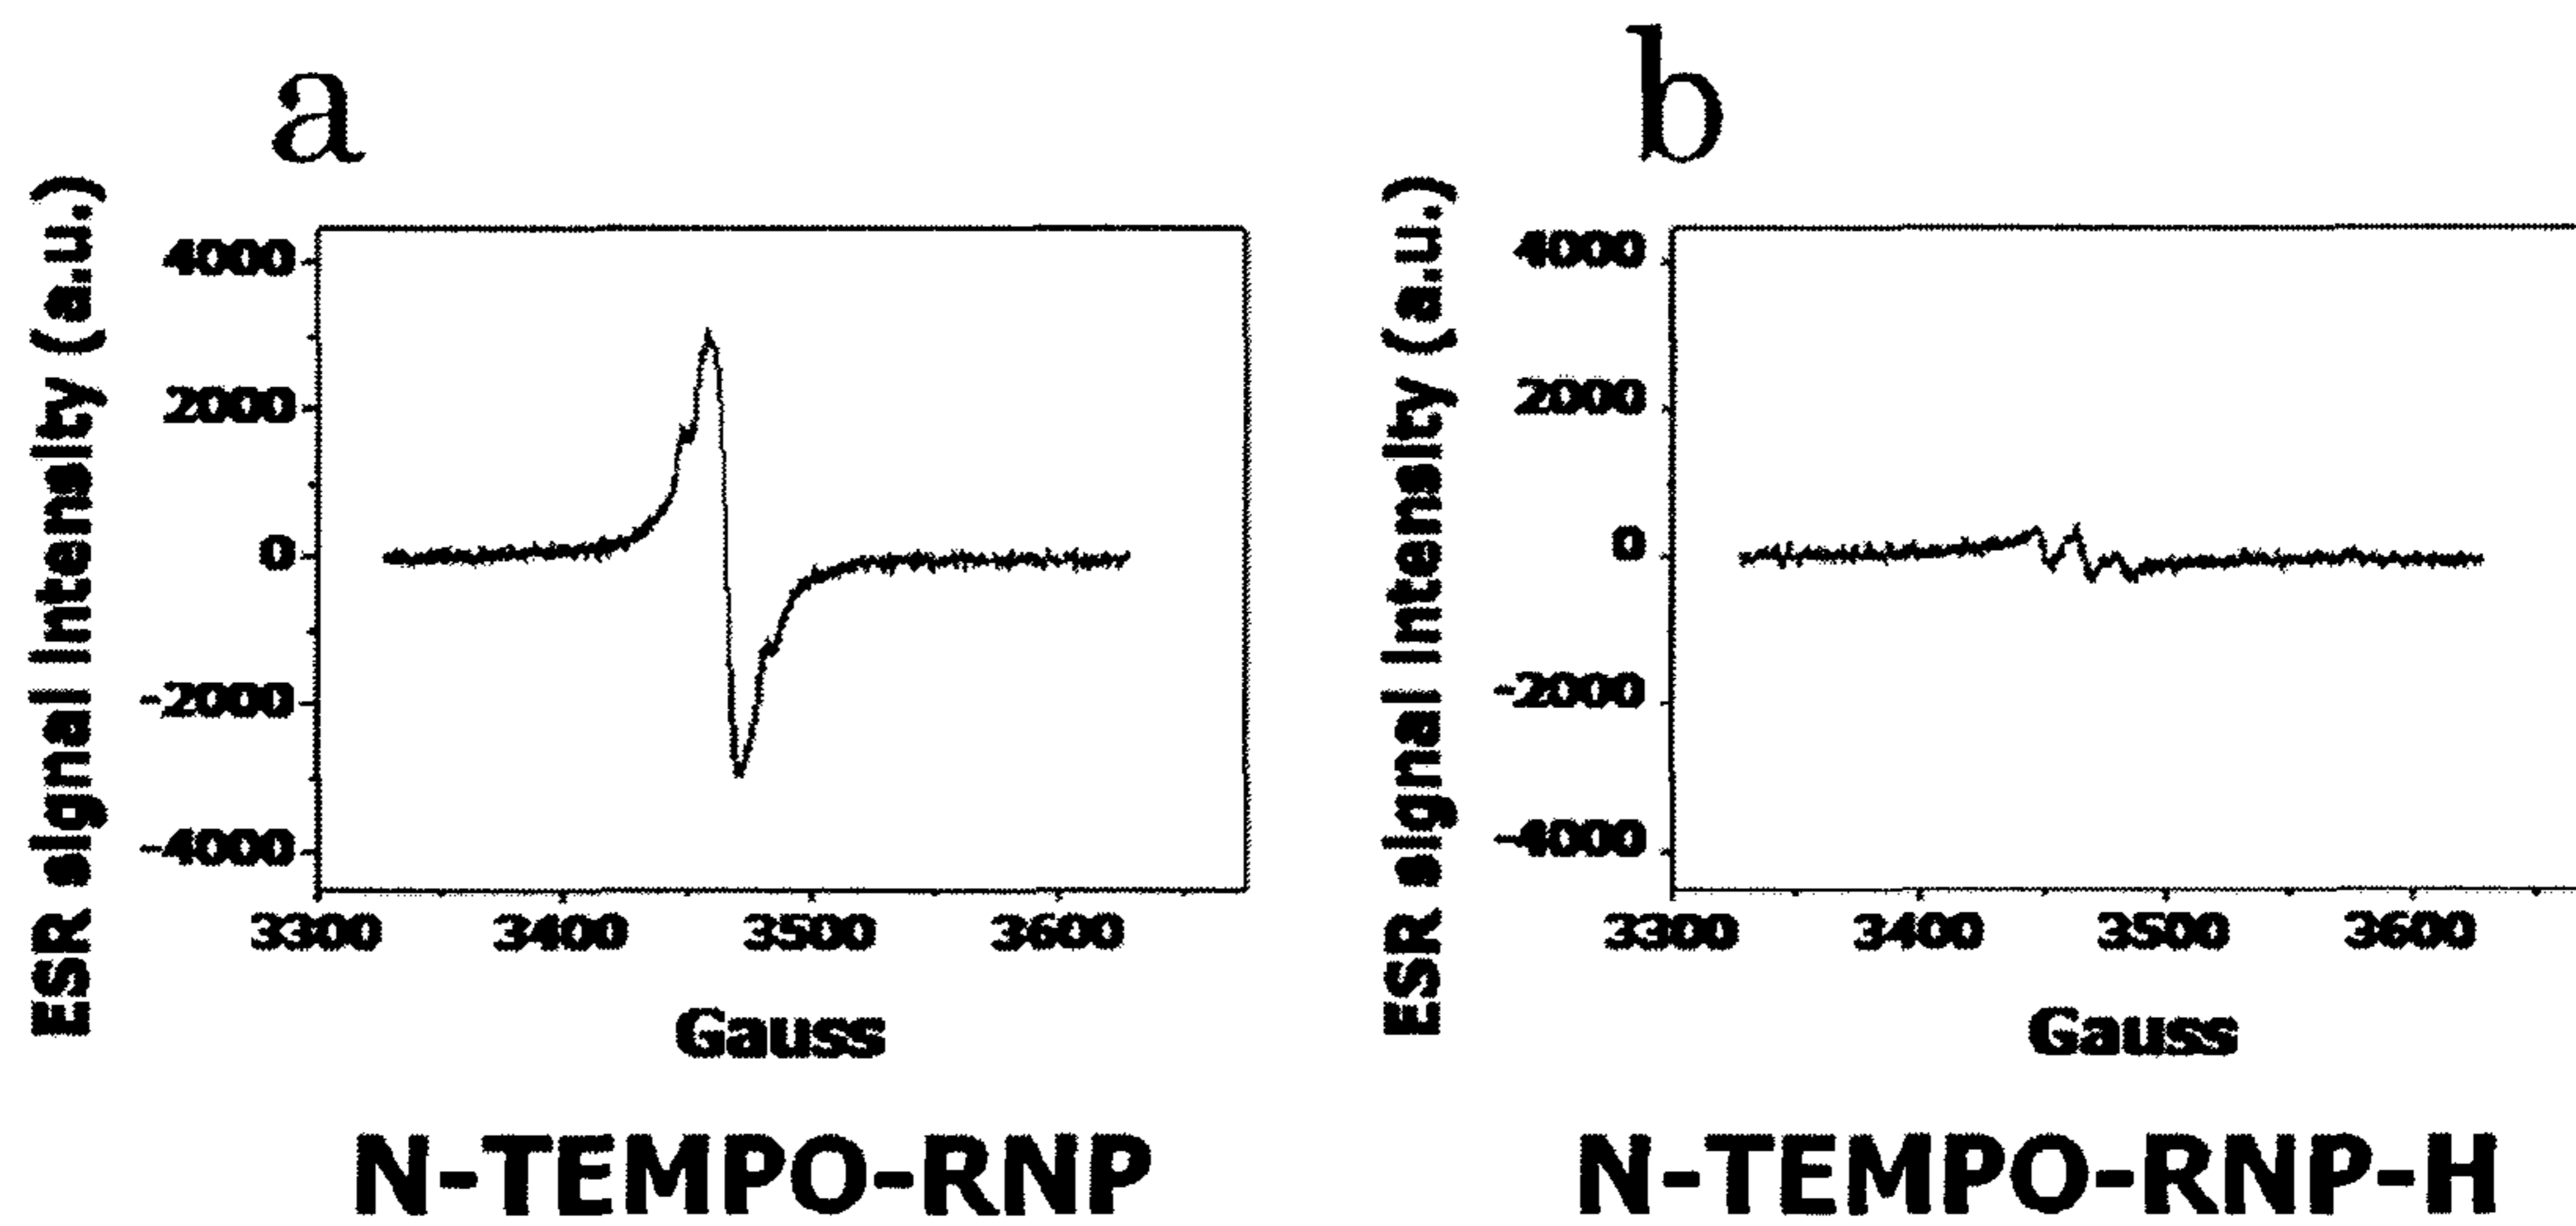 a
ESR signal Intensity (a.u.)
4000
2000
0
-2000
-4000
3300 3400 3500 3600
Gauss
N-TEMPO-RNP
b
ESR signal Intensity (a.u.)
4000
2000
0
-2000
-4000
3300 3400 3500 3600
Gauss
N-TEMPO-RNP-H